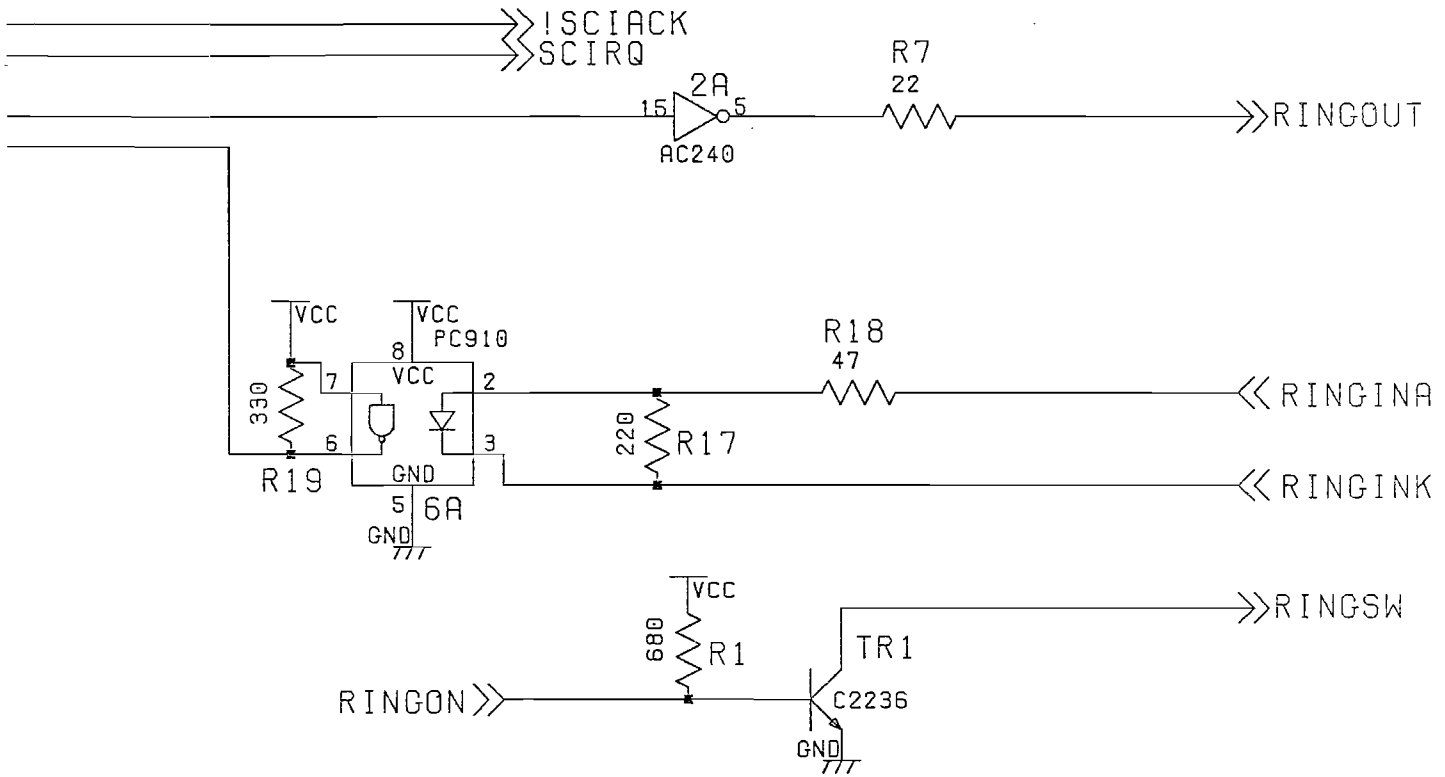 !SCIACK
SCIRQ
R7
22
2A
15
5
AC240
RINGOUT
VCC
VCC
PC910
8
VCC
R18
47
7
2
RINGINA
330
220
R17
6
3
R19
GND
RINGINK
5
6A
GND
VCC
RINGSW
680
R1
TR1
RINGON
C2236
GND